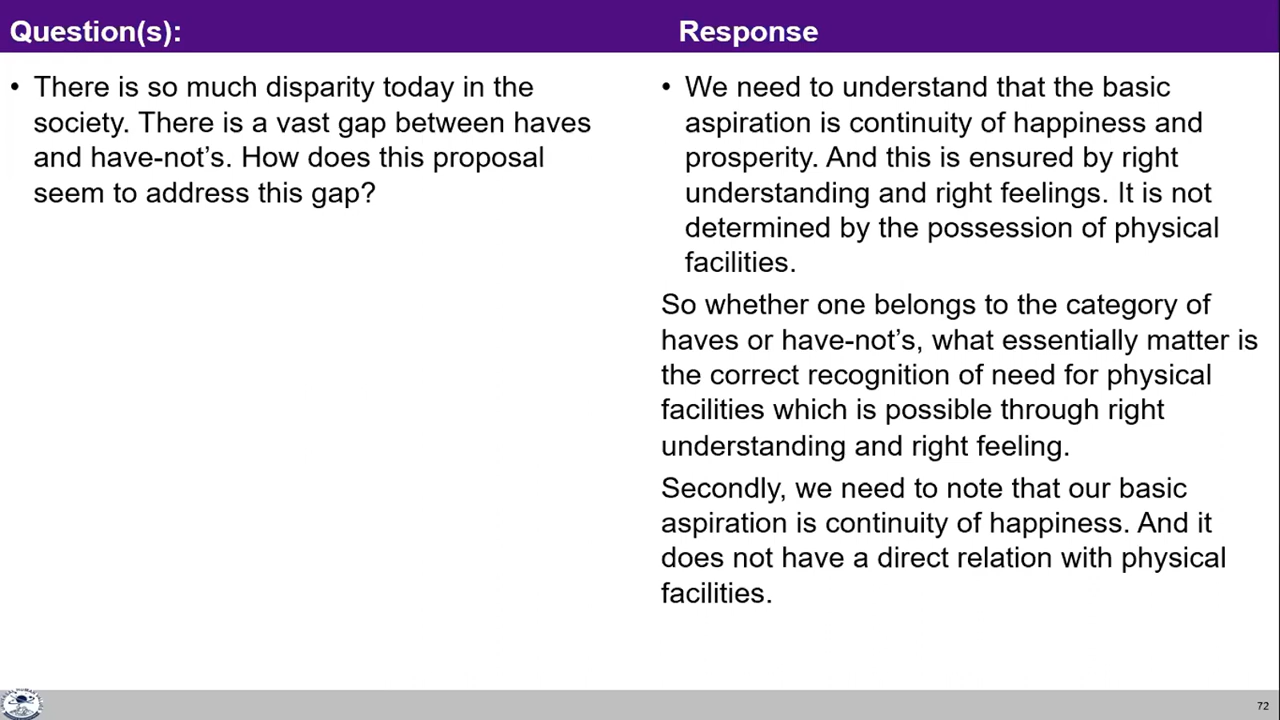 Question(s):
Response
• There is so much disparity today in the
society. There is a vast gap between haves
and have-not’s. How does this proposal
seem to address this gap?
• We need to understand that the basic
aspiration is continuity of happiness and
prosperity. And this is ensured by right
understanding and right feelings. It is not
determined by the possession of physical
facilities.
So whether one belongs to the category of
haves or have-not’s, what essentially matter is
the correct recognition of need for physical
facilities which is possible through right
understanding and right feeling.
Secondly, we need to note that our basic
aspiration is continuity of happiness. And it
does not have a direct relation with physical
facilities.
72